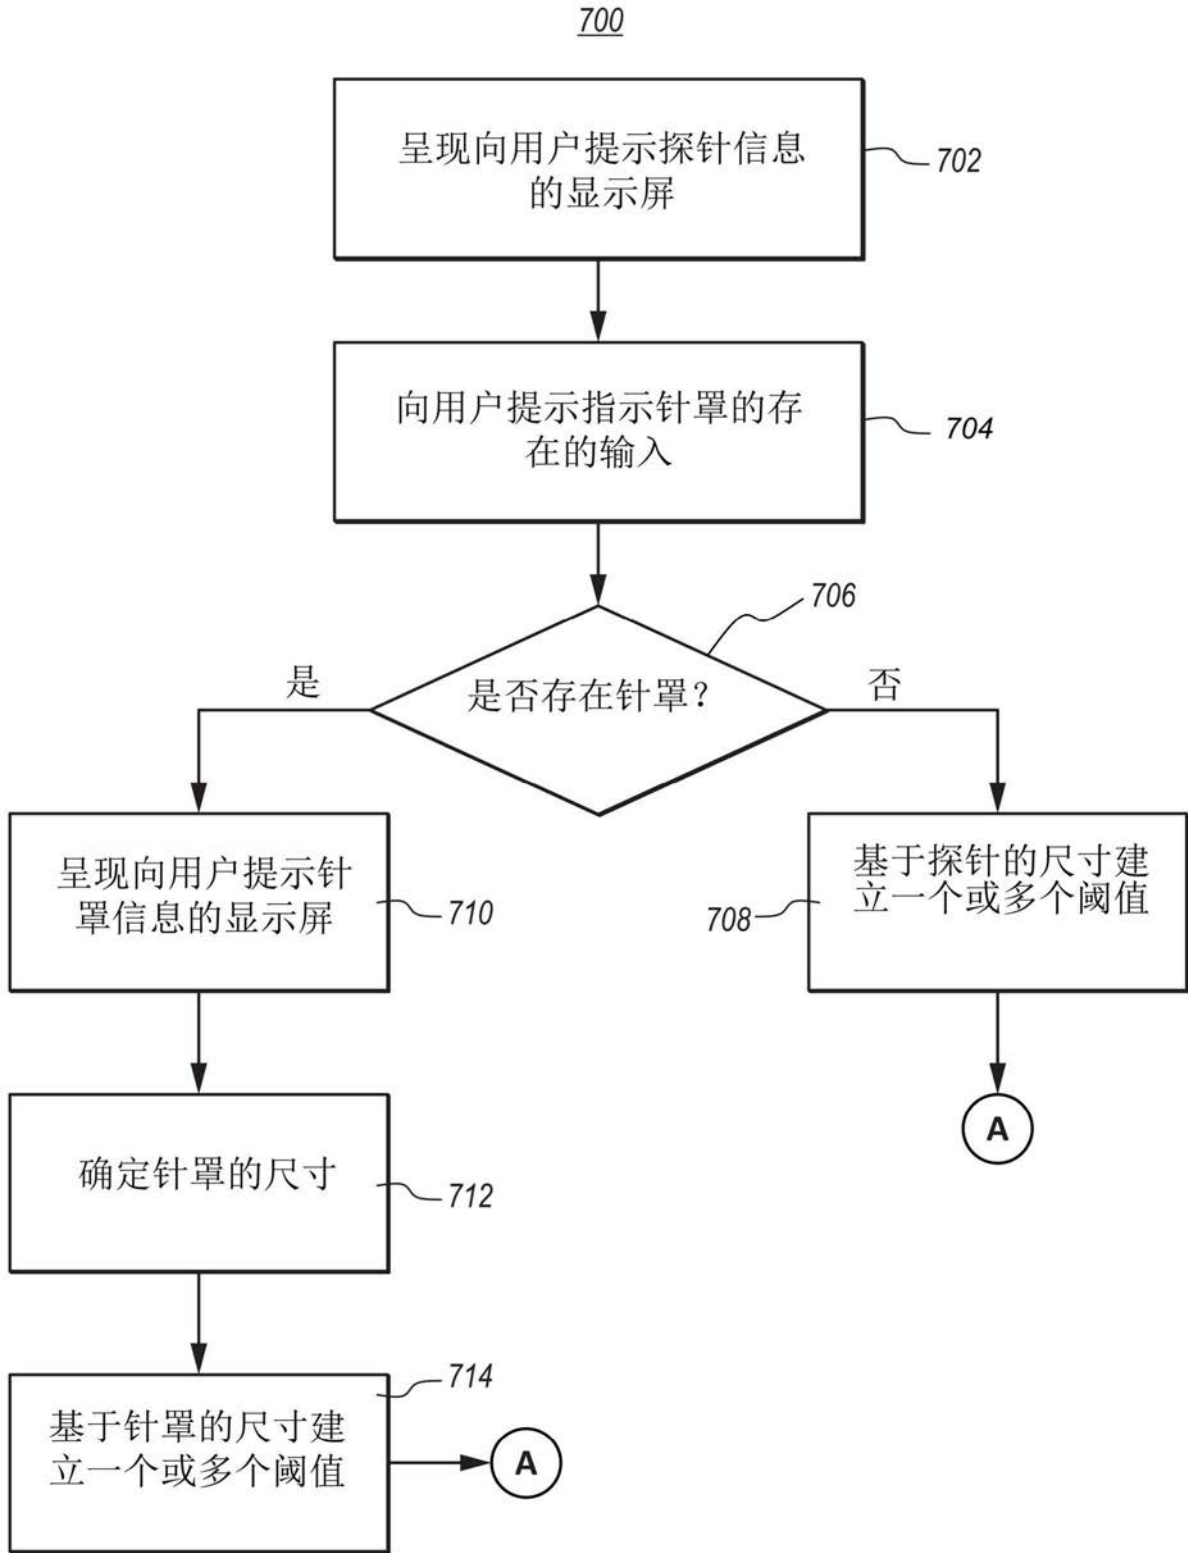 700
呈现向用户提示探针信息
的显示屏
702
向用户提示指示针罩的存
在的输入
704
706
是否存在针罩？
是
否
呈现向用户提示针
罩信息的显示屏
710
基于探针的尺寸建
立一个或多个阈值
708
A
确定针罩的尺寸
712
714
基于针罩的尺寸建
立一个或多个阈值
A